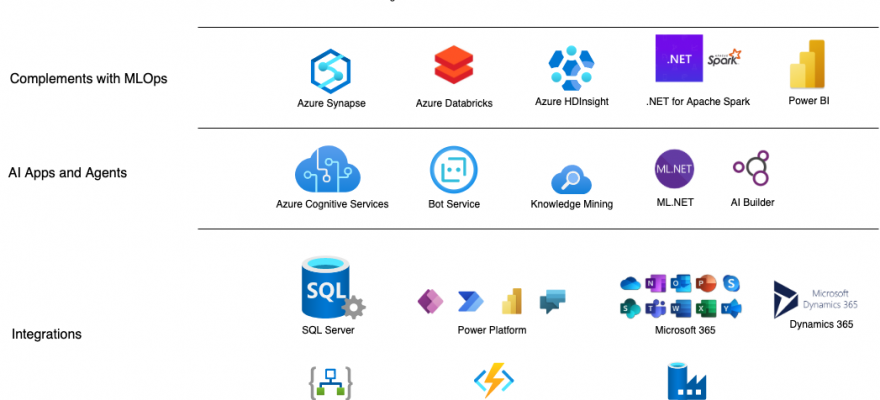 Complements with MLOps
.NET
Spark
Azure Synapse
Azure Databricks
Azure HDInsight
.NET for Apache Spark
Power BI
AI Apps and Agents
ML.NET
Azure Cognitive Services
Bot Service
Knowledge Mining
ML.NET
AI Builder
Integrations
SQL
N
O
P
S
S
T
W
X
Y
Microsoft
Dynamics 365
SQL Server
Power Platform
Microsoft 365
Dynamics 365